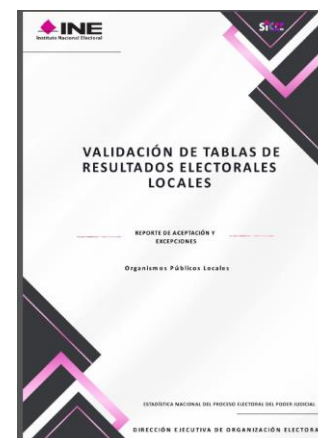 INE
Instituto Nacional Electoral
VALIDACIÓN DE TABLAS DE
RESULTADOS ELECTORALES
LOCALES
REPORTE DE ACEPTACIÓN Y
EXCEPCIONES
Organismos Públicos Locales
ESTADÍSTICA NACIONAL DEL PROCESO ELECTORAL DEL PODER JUDICIAL
DIRECCIÓN EJECUTIVA DE ORGANIZACIÓN ELECTORA